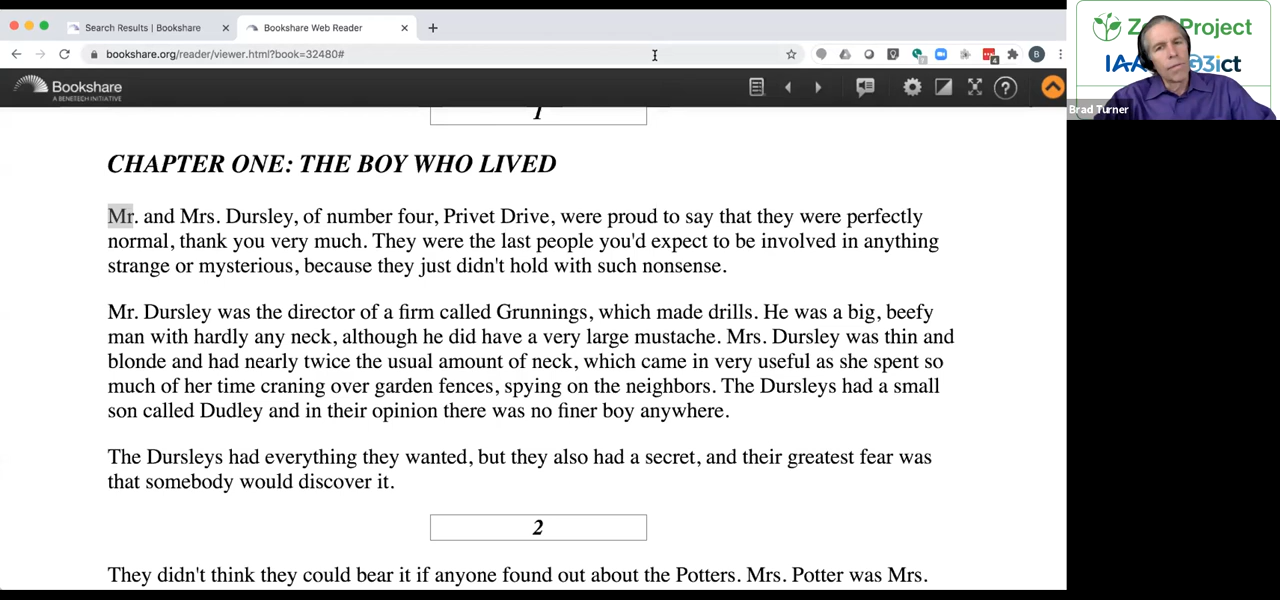 Search Results | Bookshare
Bookshare Web Reader
bookshare.org/reader/viewer.html?book=32480#
B
Bookshare
A BENETECH INITIATIVE
?
Project
Brad Turner
1
CHAPTER ONE: THE BOY WHO LIVED
Mr. and Mrs. Dursley, of number four, Privet Drive, were proud to say that they were perfectly
normal, thank you very much. They were the last people you'd expect to be involved in anything
strange or mysterious, because they just didn't hold with such nonsense.
Mr. Dursley was the director of a firm called Grunnings, which made drills. He was a big, beefy
man with hardly any neck, although he did have a very large mustache. Mrs. Dursley was thin and
blonde and had nearly twice the usual amount of neck, which came in very useful as she spent so
much of her time craning over garden fences, spying on the neighbors. The Dursleys had a small
son called Dudley and in their opinion there was no finer boy anywhere.
The Dursleys had everything they wanted, but they also had a secret, and their greatest fear was
that somebody would discover it.
2
They didn't think they could bear it if anyone found out about the Potters. Mrs. Potter was Mrs.